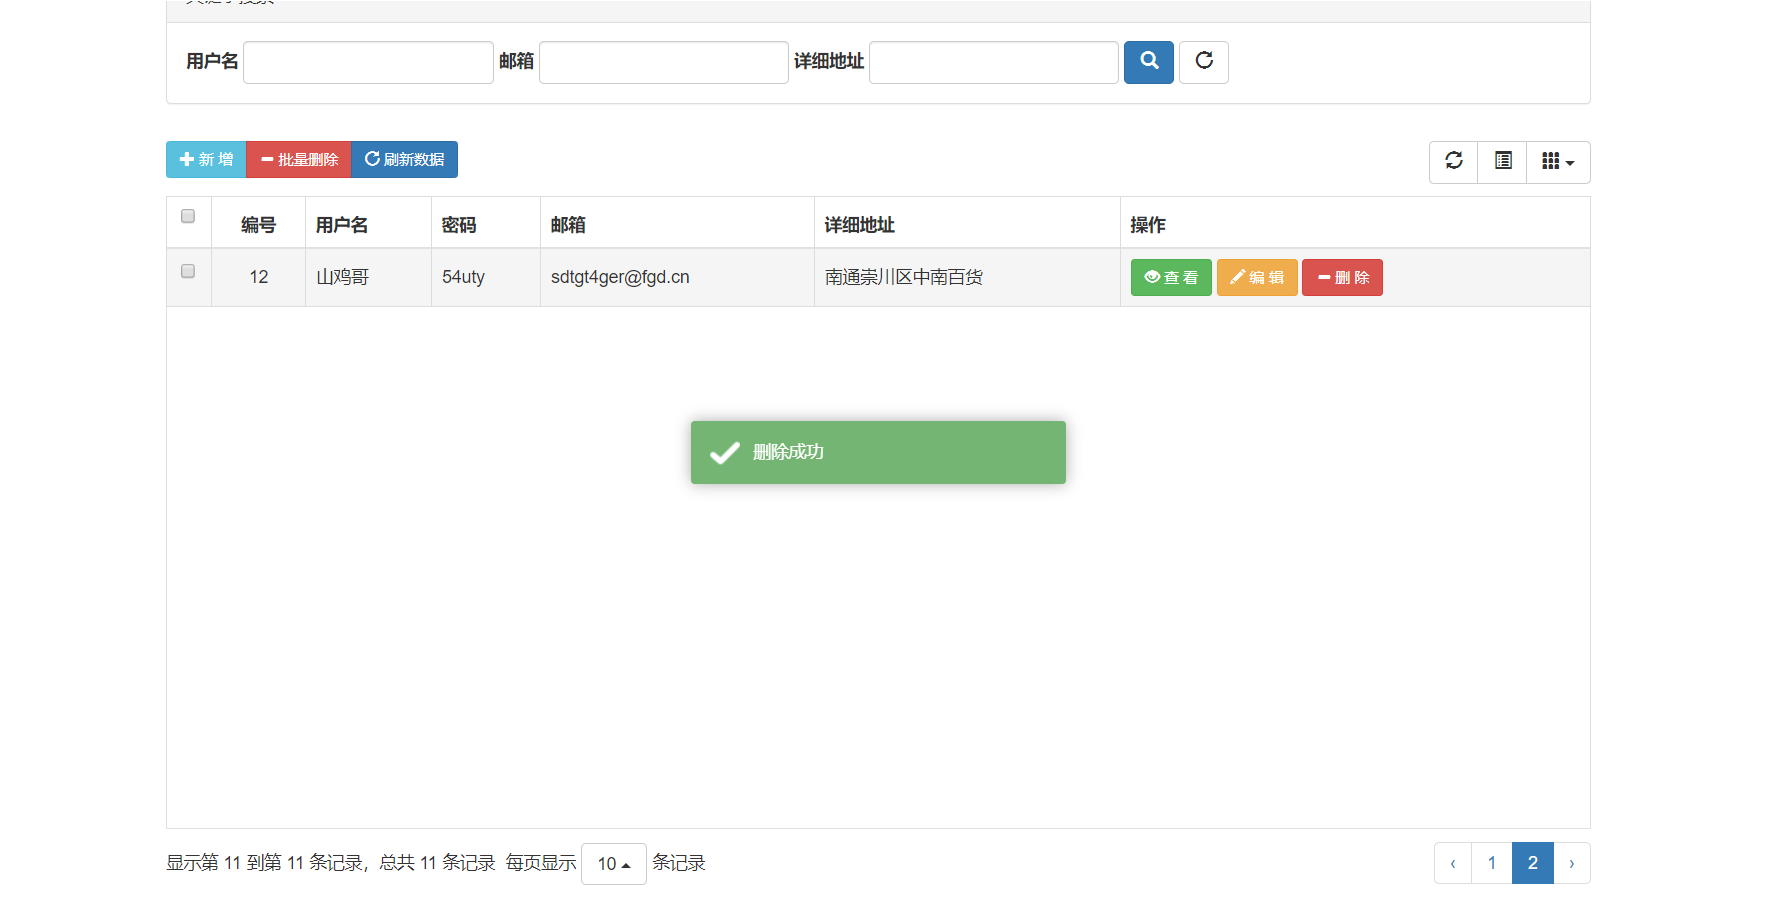 用户名 邮箱 详细地址
新 增 批量删除 刷新数据
编号 用户名 密码 邮箱 详细地址 操作
12 山鸡哥 54uty sdtgt4ger@fgd.cn 南通崇川区中南百货 查 看 编 辑 删 除
删除成功
显示第 11 到第 11 条记录，总共 11 条记录 每页显示 10 条记录 ‹ 1 2 ›